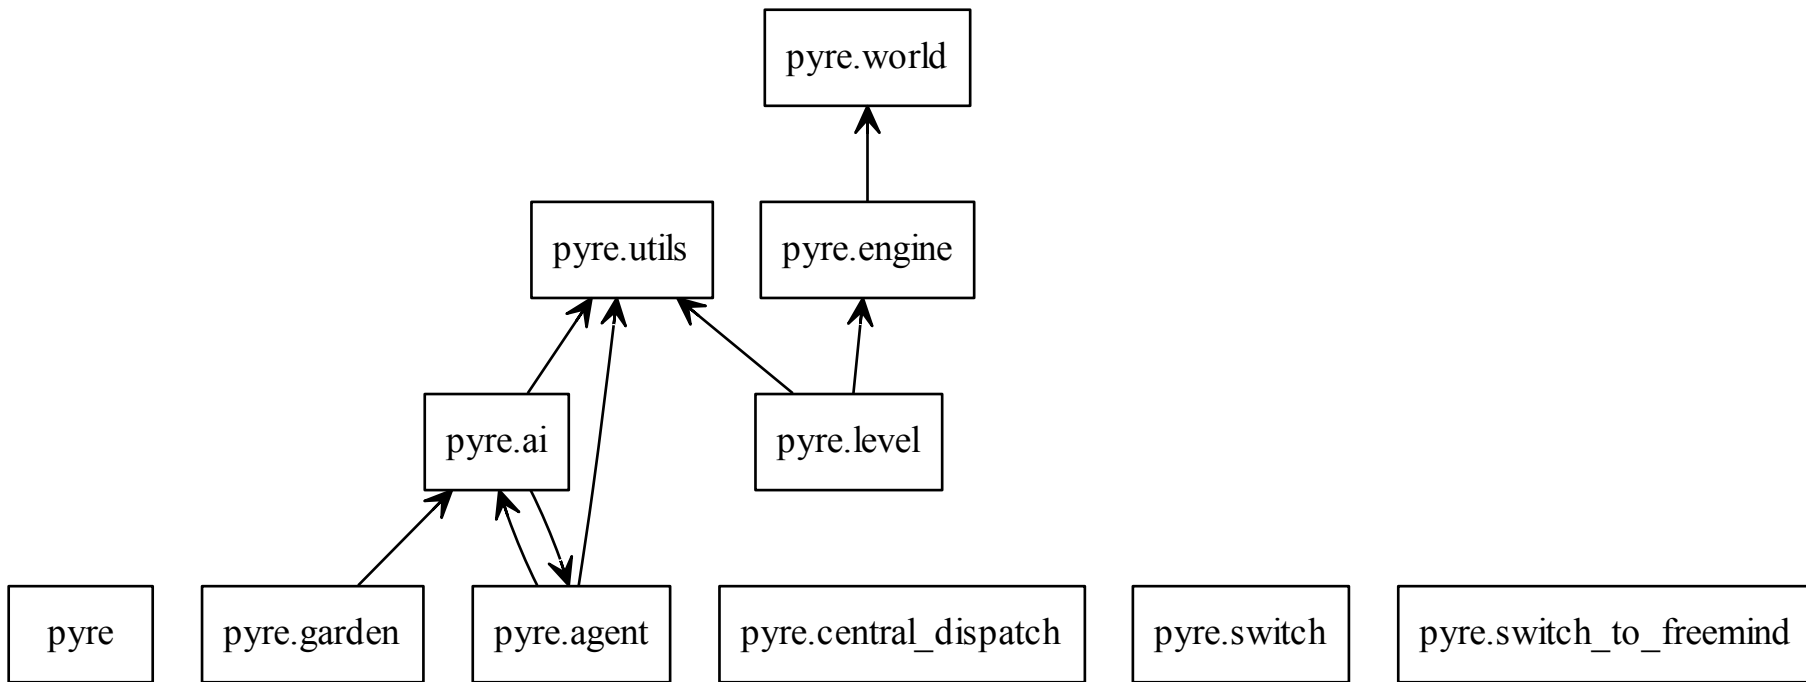 pyre.world
pyre.utils
pyre.engine
pyre.ai
pyre.level
pyre
pyre.garden
pyre.agent
pyre.central_dispatch
pyre.switch
pyre.switch_to_freemind